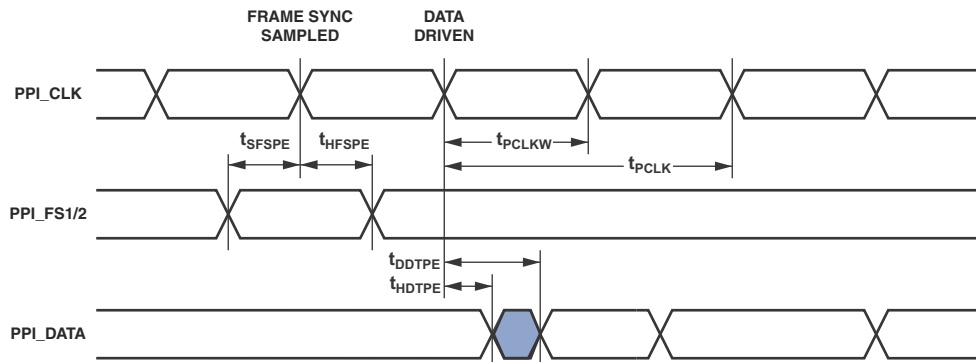 FRAME SYNC
SAMPLED
DATA
DRIVEN
PPI_CLK
tSFSPE
tHFSPE
tPCLKW
tPCLK
PPI_FS1/2
tDDTPE
tHDTPE
PPI_DATA